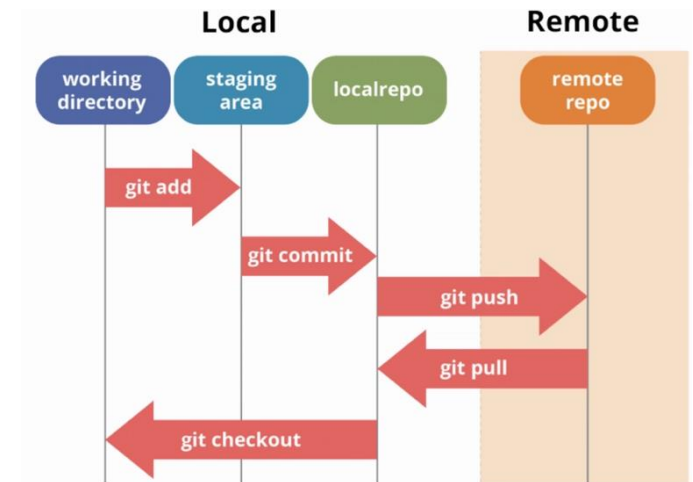 Local
Remote
working
directory
staging
area
localrepo
remote
repo
git add
git commit
git push
git pull
git checkout